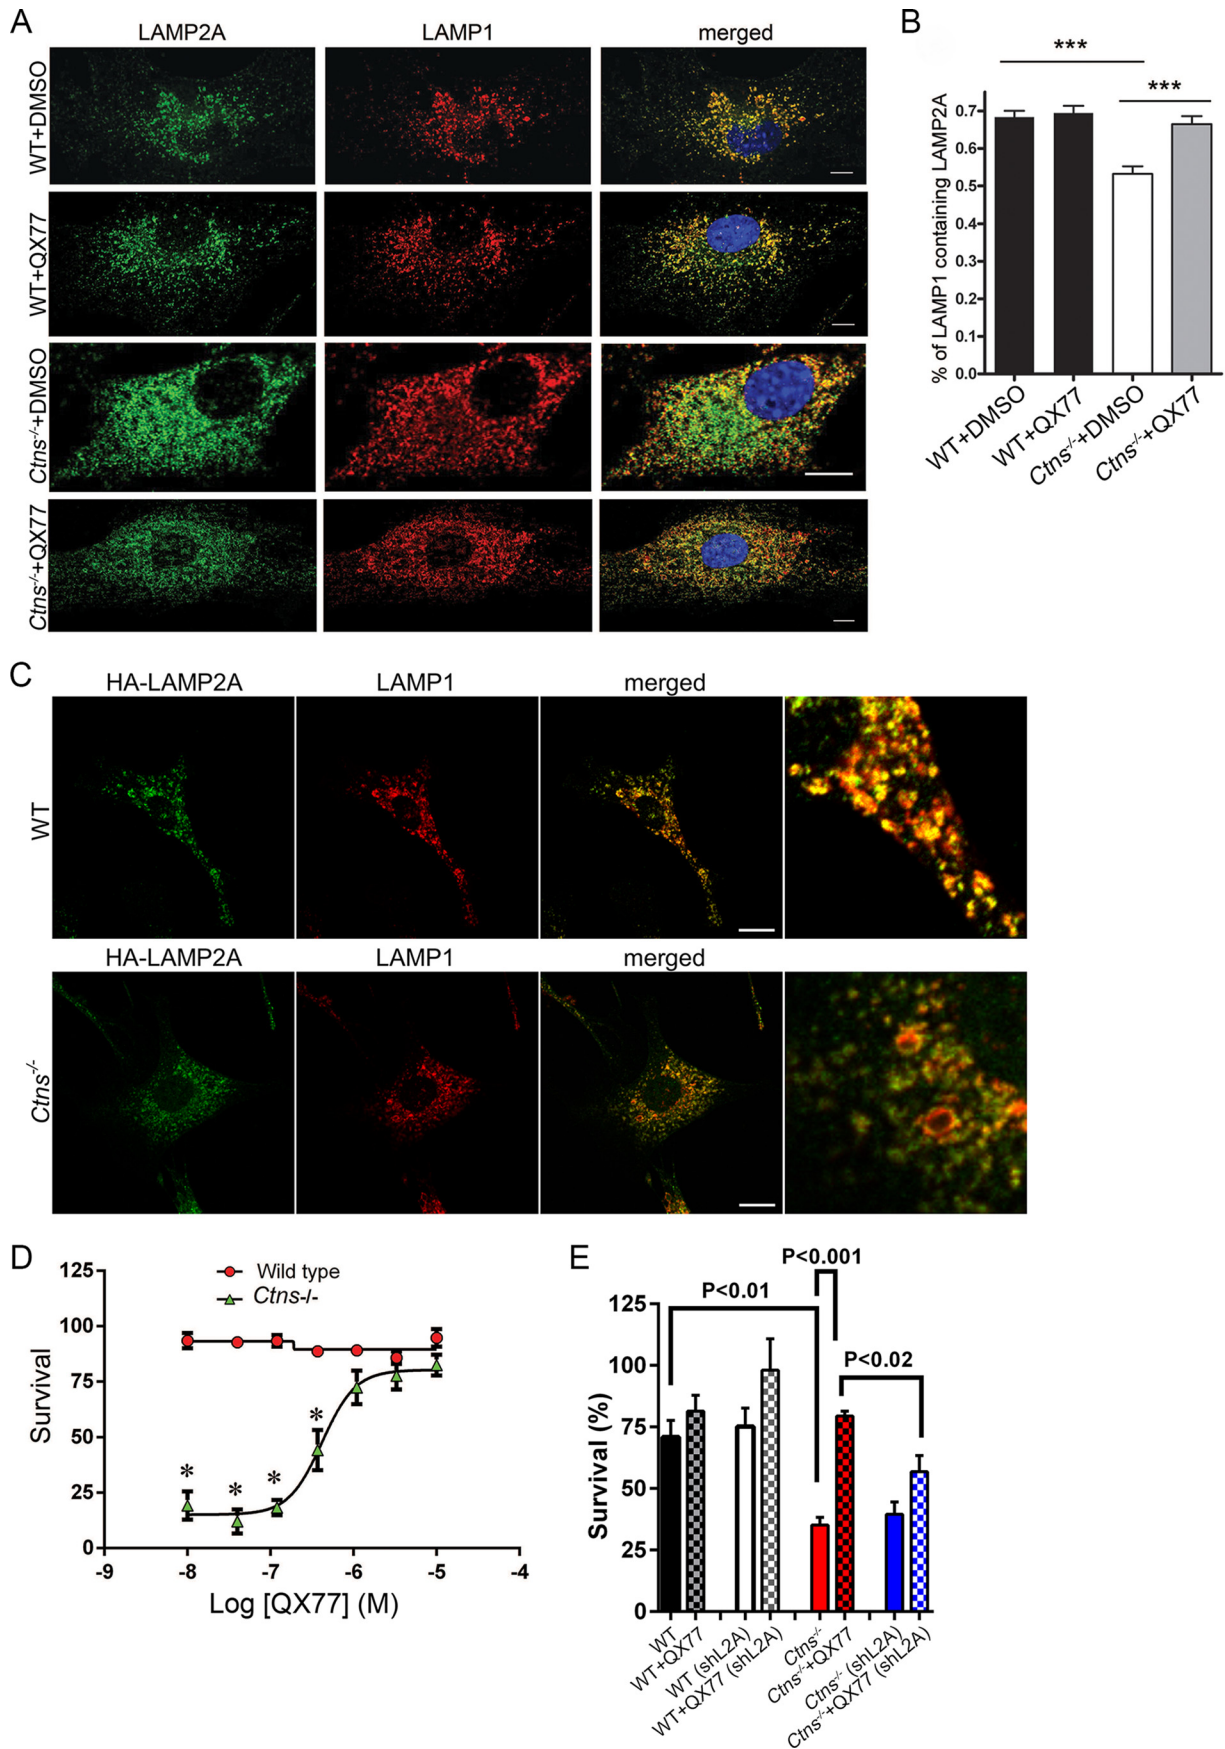 A
LAMP2A LAMP1 merged
WT+DMSO
WT+QX77
Ctns-/-+DMSO
Ctns-/-+QX77
B
***
***
% of LAMP1 containing LAMP2A
0.7
0.6
0.5
0.4
0.3
0.2
0.1
0.0
WT+DMSO
WT+QX77
Ctns-/-+DMSO
Ctns-/-+QX77
C
HA-LAMP2A LAMP1 merged
WT
HA-LAMP2A LAMP1 merged
Ctns-/-
D
Wild type
Ctns-/-
Survival
125
100
75
50
25
0
* * * *
-9 -8 -7 -6 -5 -4
Log [QX77] (M)
E
P<0.001
P<0.01
P<0.02
Survival (%)
125
100
75
50
25
0
WT
WT+QX77
WT (shL2A)
WT+QX77 (shL2A)
Ctns-/-
Ctns-/-+QX77
Ctns-/- (shL2A)
Ctns-/-+QX77 (shL2A)